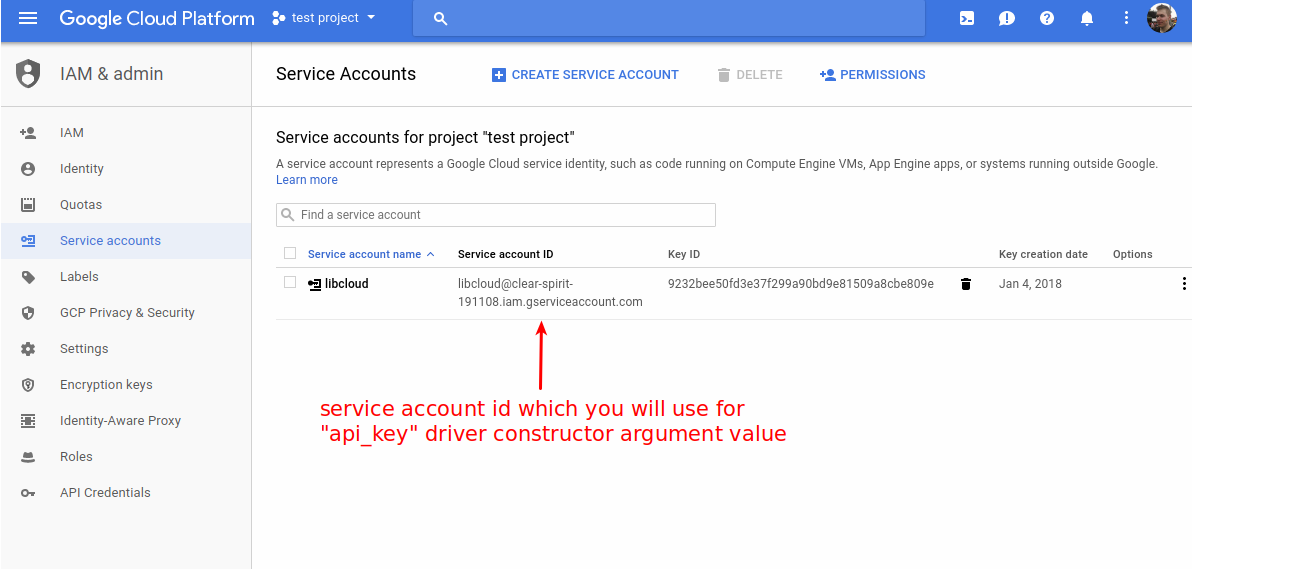 Google Cloud Platform
test project
IAM & admin
Service Accounts
CREATE SERVICE ACCOUNT
DELETE
PERMISSIONS
IAM
Identity
Quotas
Service accounts
Labels
GCP Privacy & Security
Settings
Encryption keys
Identity-Aware Proxy
Roles
API Credentials
Service accounts for project "test project"
A service account represents a Google Cloud service identity, such as code running on Compute Engine VMs, App Engine apps, or systems running outside Google.
Learn more
Find a service account
Service account name
Service account ID
Key ID
Key creation date
Options
libcloud
libcloud@clear-spirit-
191108.iam.gserviceaccount.com
9232bee50fd3e37f299a90bd9e81509a8cbe809e
Jan 4, 2018
service account id which you will use for
"api_key" driver constructor argument value